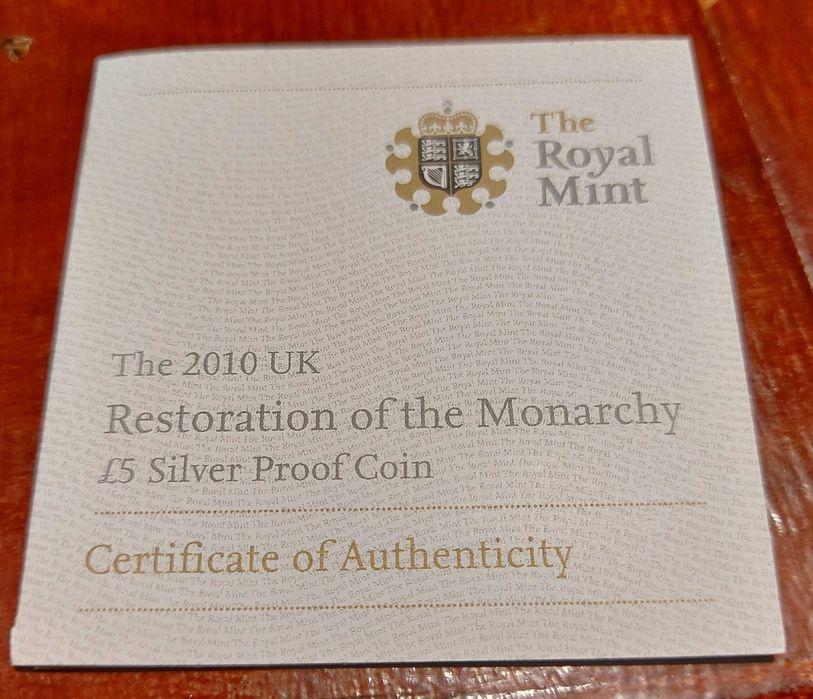 The
Royal
Mint
The 2010 UK
Restoration of the Monarchy
£5 Silver Proof Coin
Certificate of Authenticity